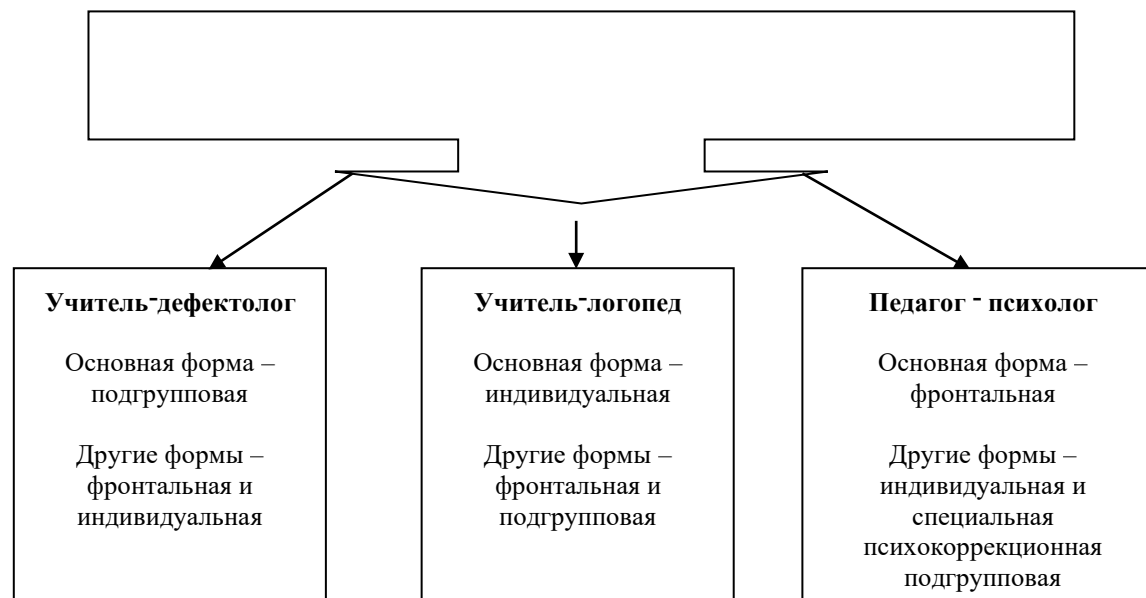 Учитель-дефектолог
Основная форма –
подгрупповая
Другие формы –
фронтальная и
индивидуальная
Учитель-логопед
Основная форма –
индивидуальная
Другие формы –
фронтальная и
подгрупповая
Педагог - психолог
Основная форма –
фронтальная
Другие формы –
индивидуальная и
специальная
психокоррекционная
подгрупповая